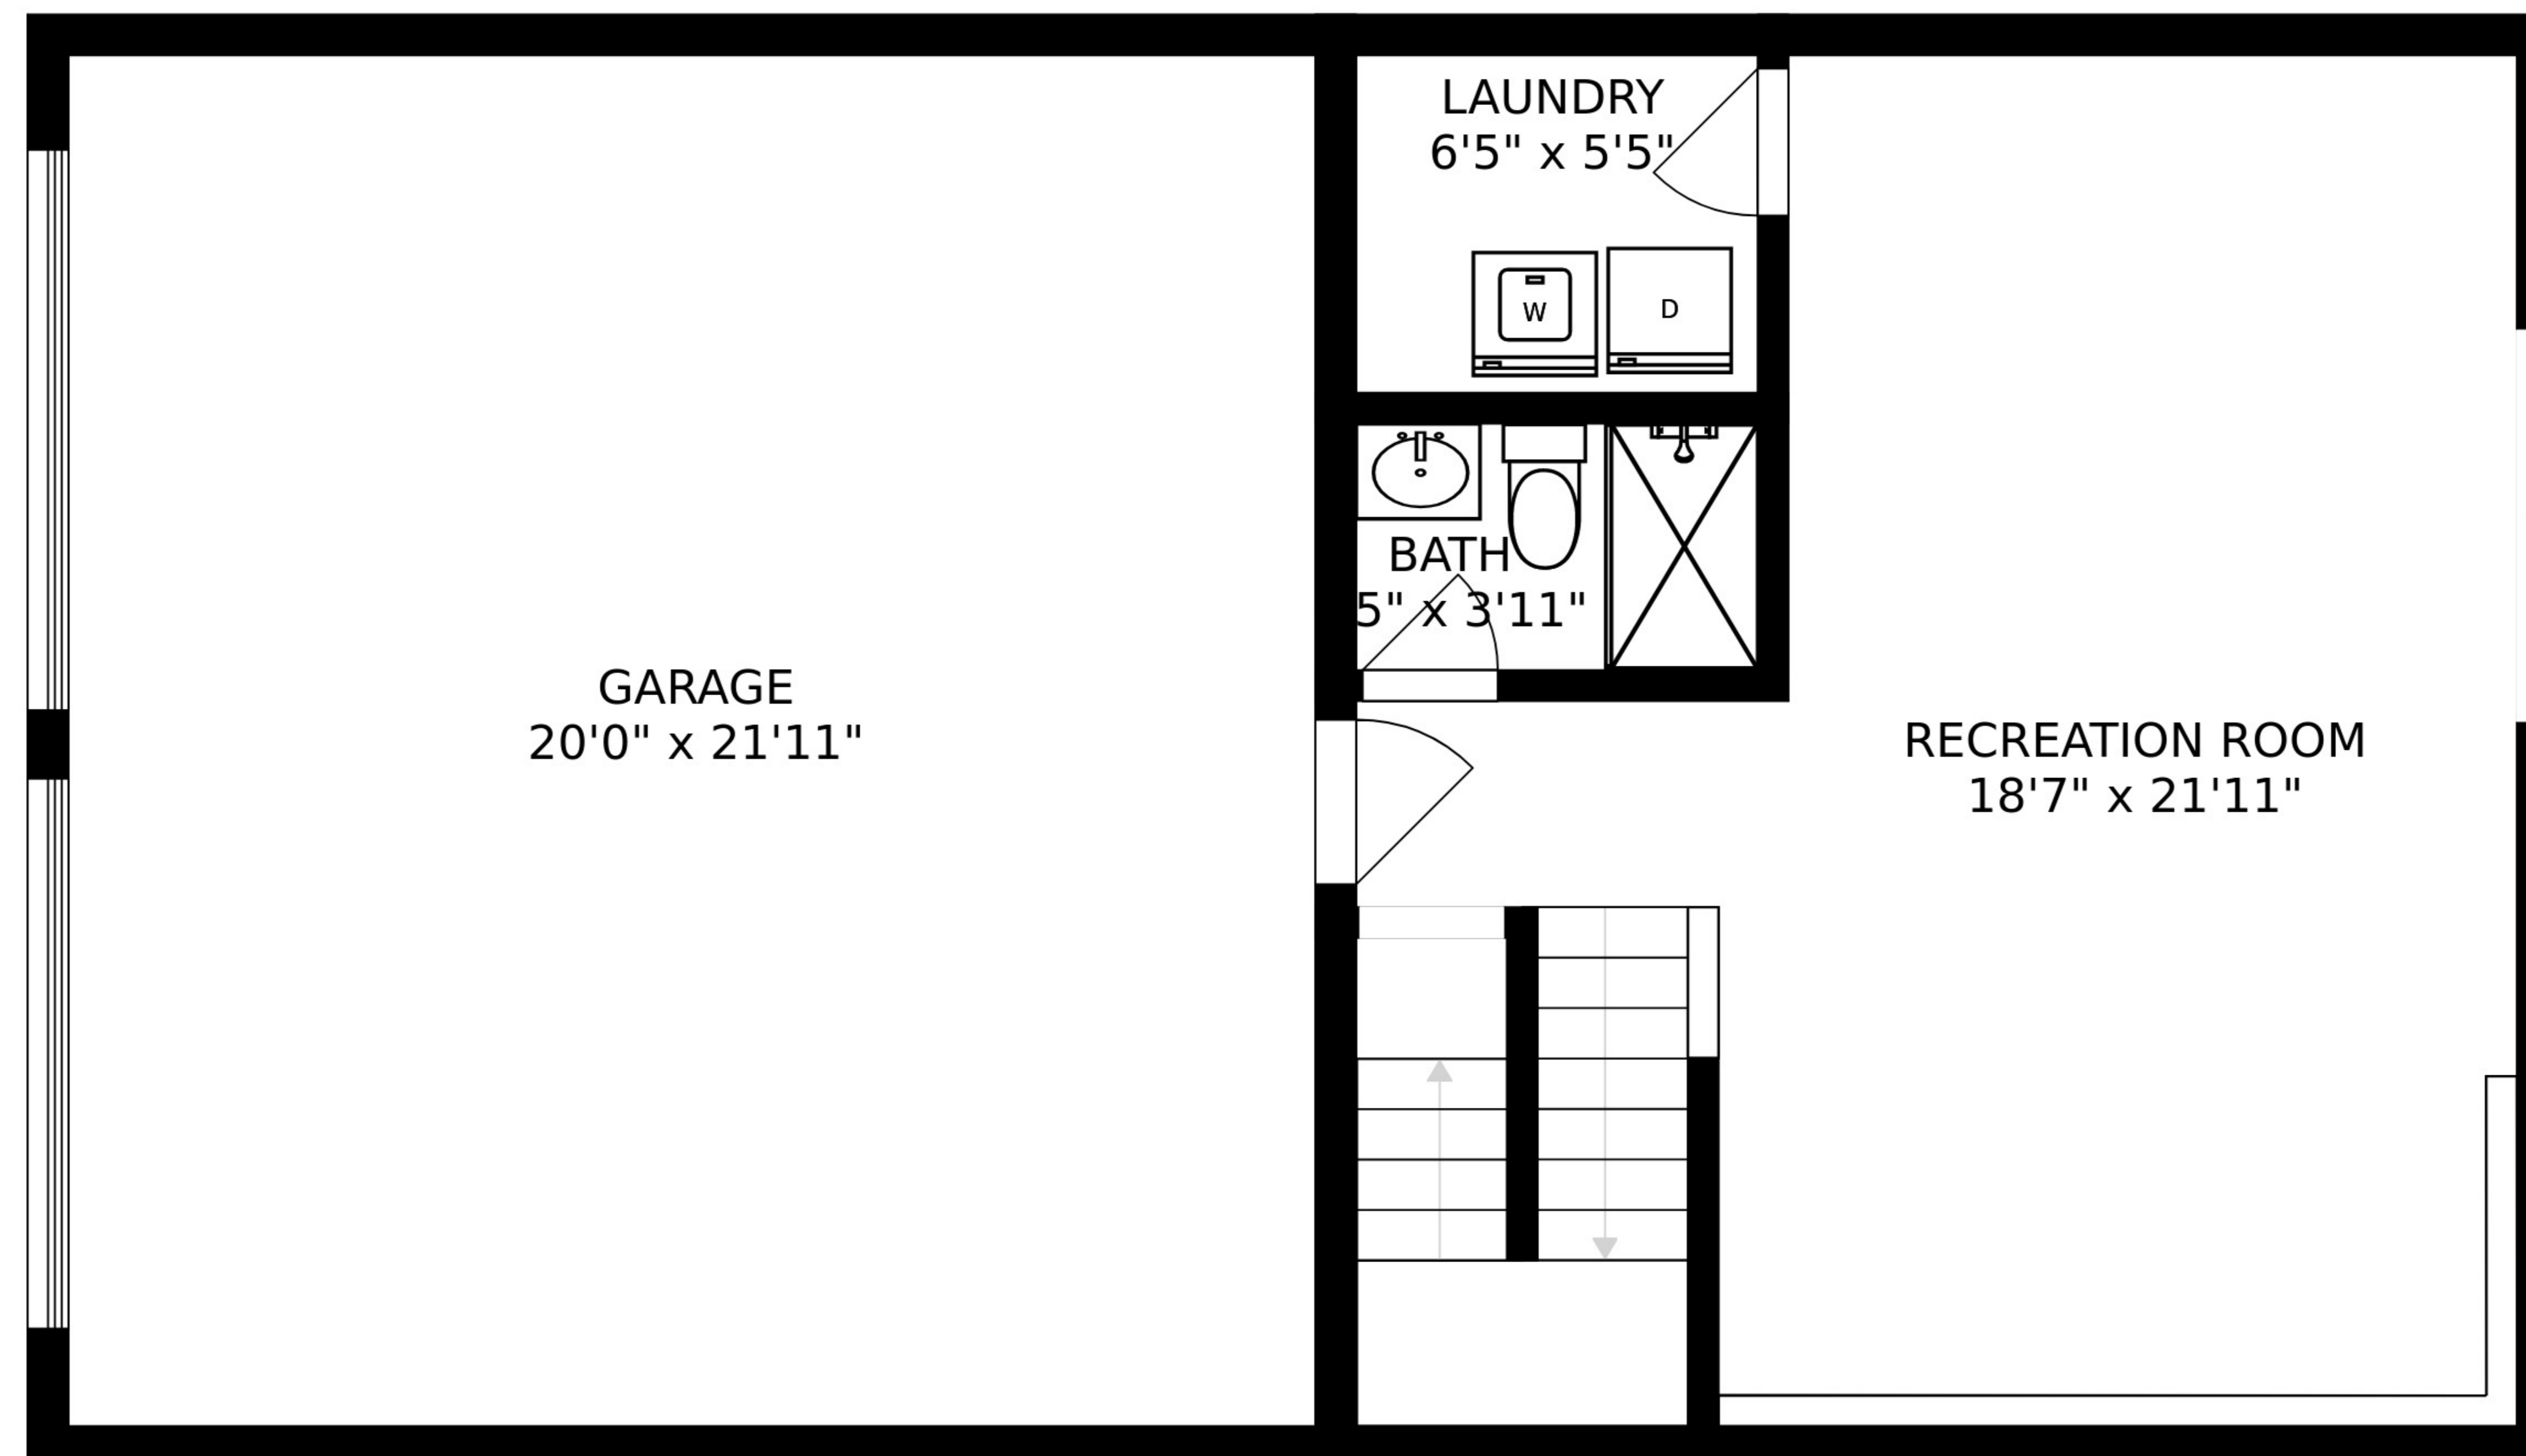 LAUNDRY
6'5" x 5'5"
W
D
BATH
5" x 3'11"
GARAGE
20'0" x 21'11"
RECREATION ROOM
18'7" x 21'11"